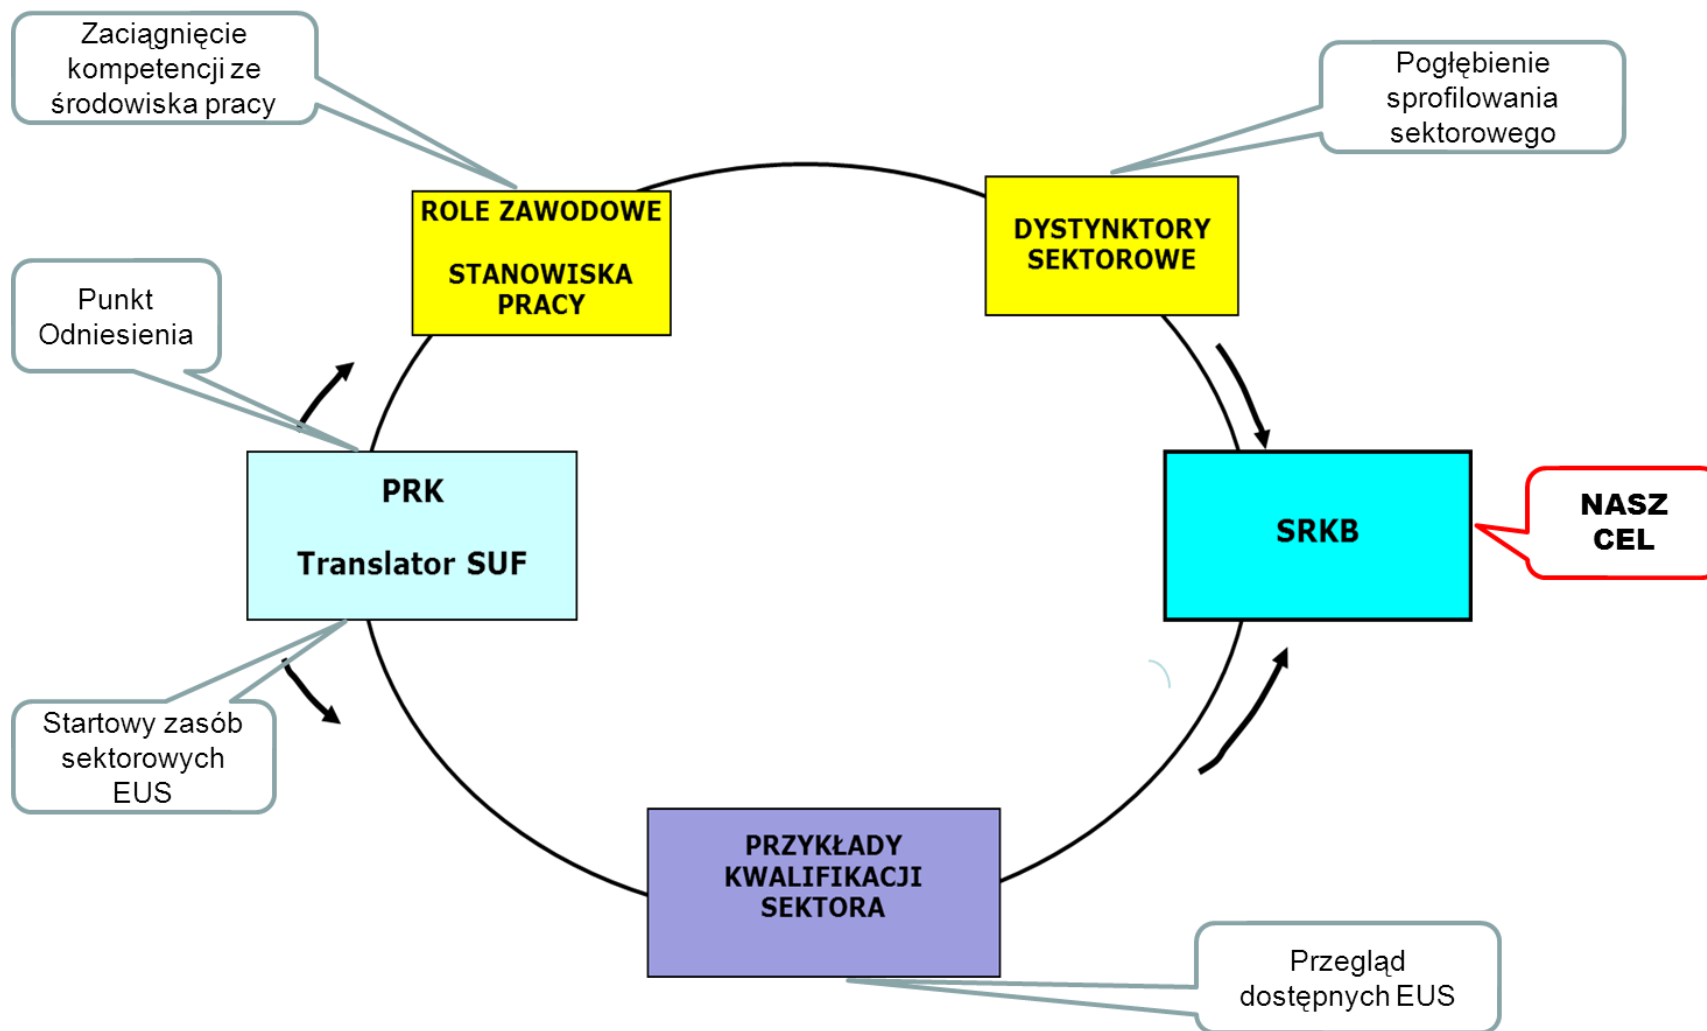 Zaciągnięcie
kompetencji ze
środowiska pracy
Pogłębienie
sprofilowania
sektorowego
ROLE ZAWODOWE
STANOWISKA
PRACY
DYSTYNKTORY
SEKTOROWE
Punkt
Odniesienia
PRK
Translator SUF
SRKB
NASZ
CEL
Startowy zasób
sektorowych
EUS
PRZYKŁADY
KWALIFIKACJI
SEKTORA
Przegląd
dostępnych EUS